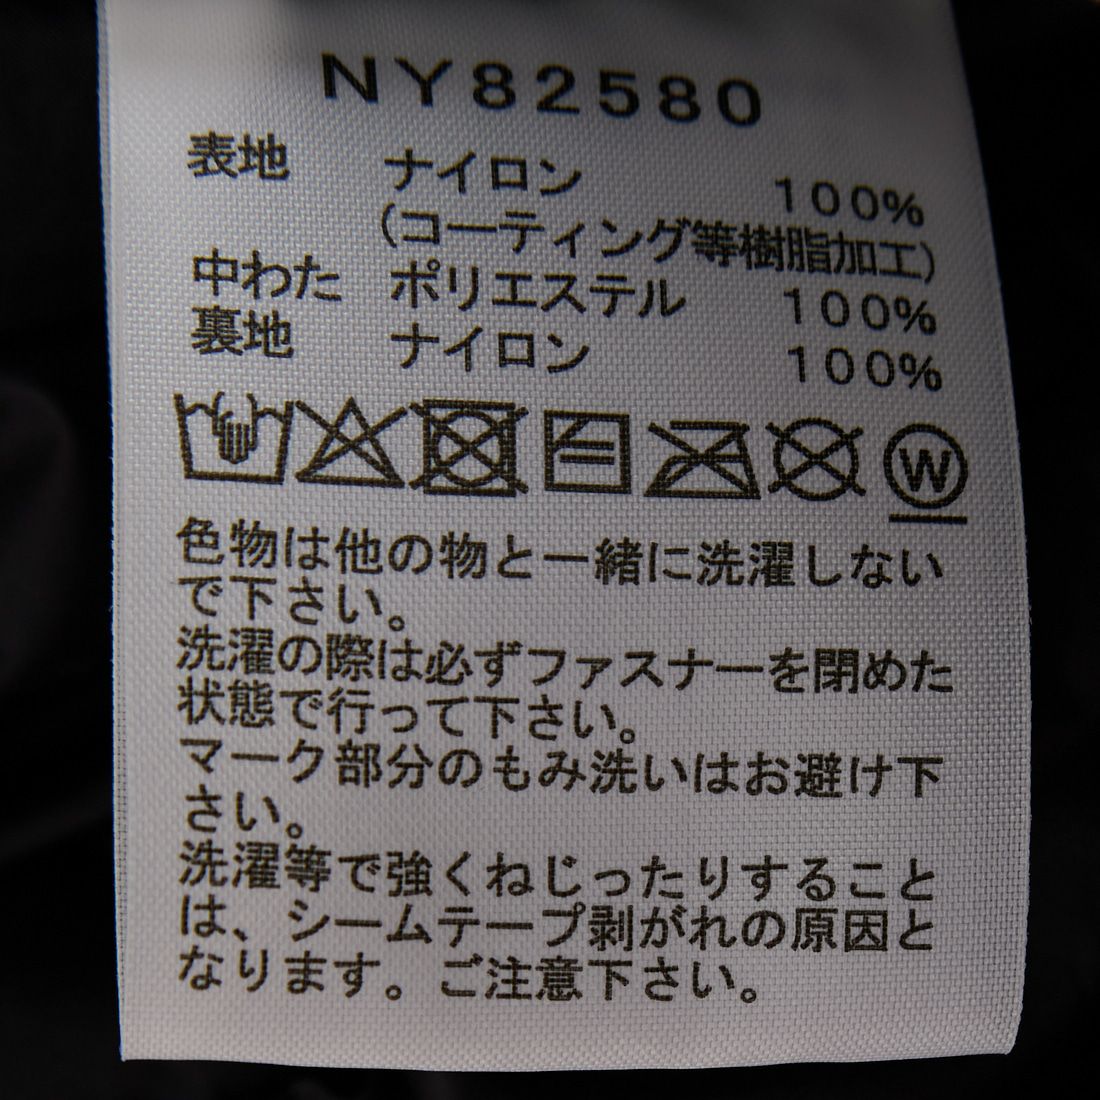 NY82580
表地 ナイロン 100%
(コーティング等樹脂加工)
中わた ポリエステル 100%
裏地 ナイロン 100%
W
色物は他の物と一緒に洗濯しない
で下さい。
洗濯の際は必ずファスナーを閉めた
状態で行って下さい。
マーク部分のもみ洗いはお避け下
さい。
洗濯等で強くねじったりすること
は、シームテープ剥がれの原因と
なります。ご注意下さい。